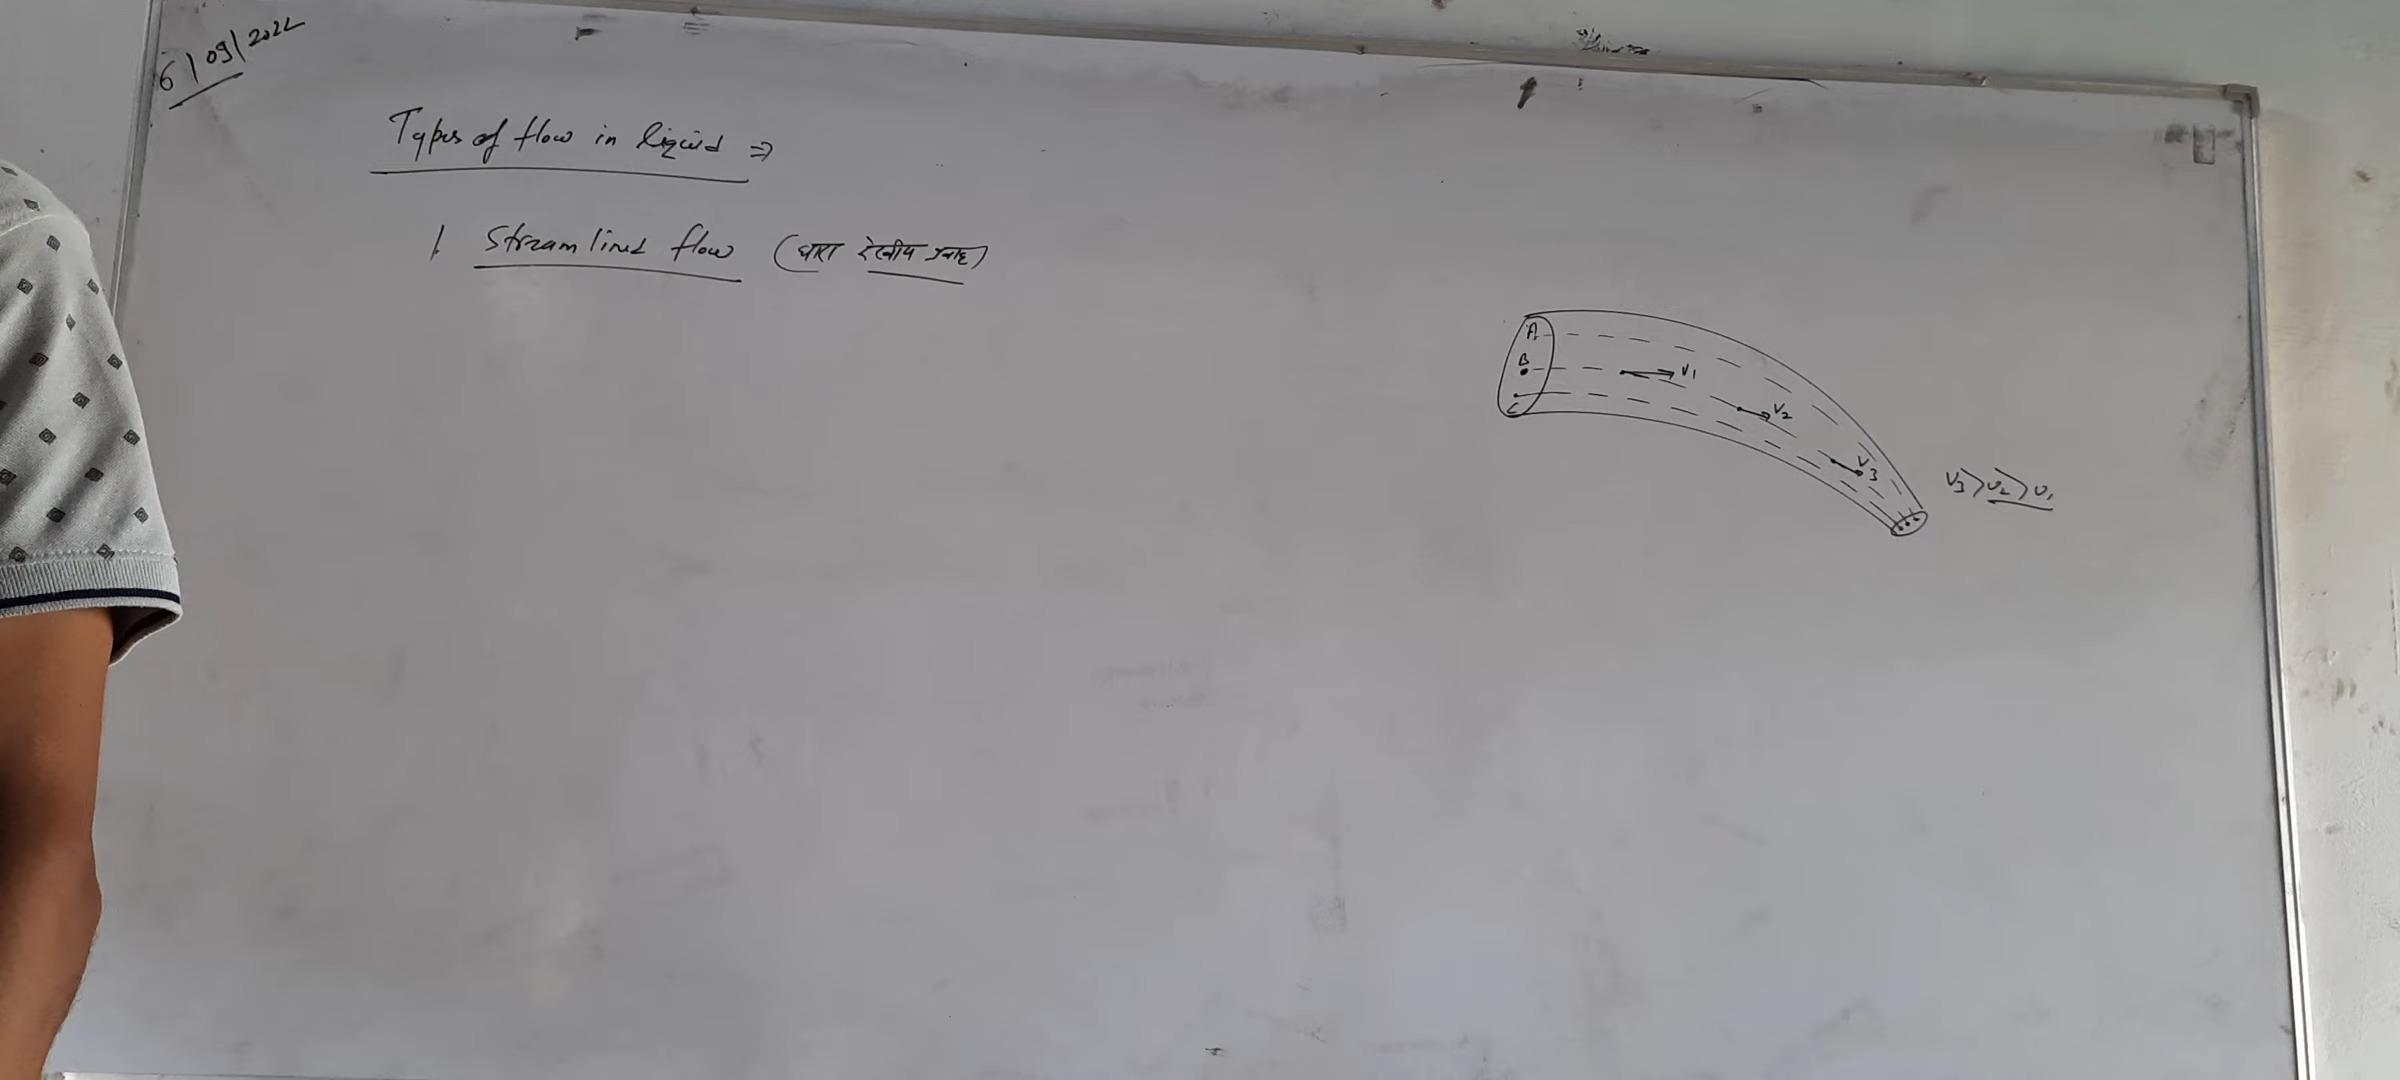 6/09/2022
Types of flow in liquid ⇒
1. Streamlined flow (धारा रेखीय प्रवाह)
A
B
C
V1
V2
V3
V3>V2>V1